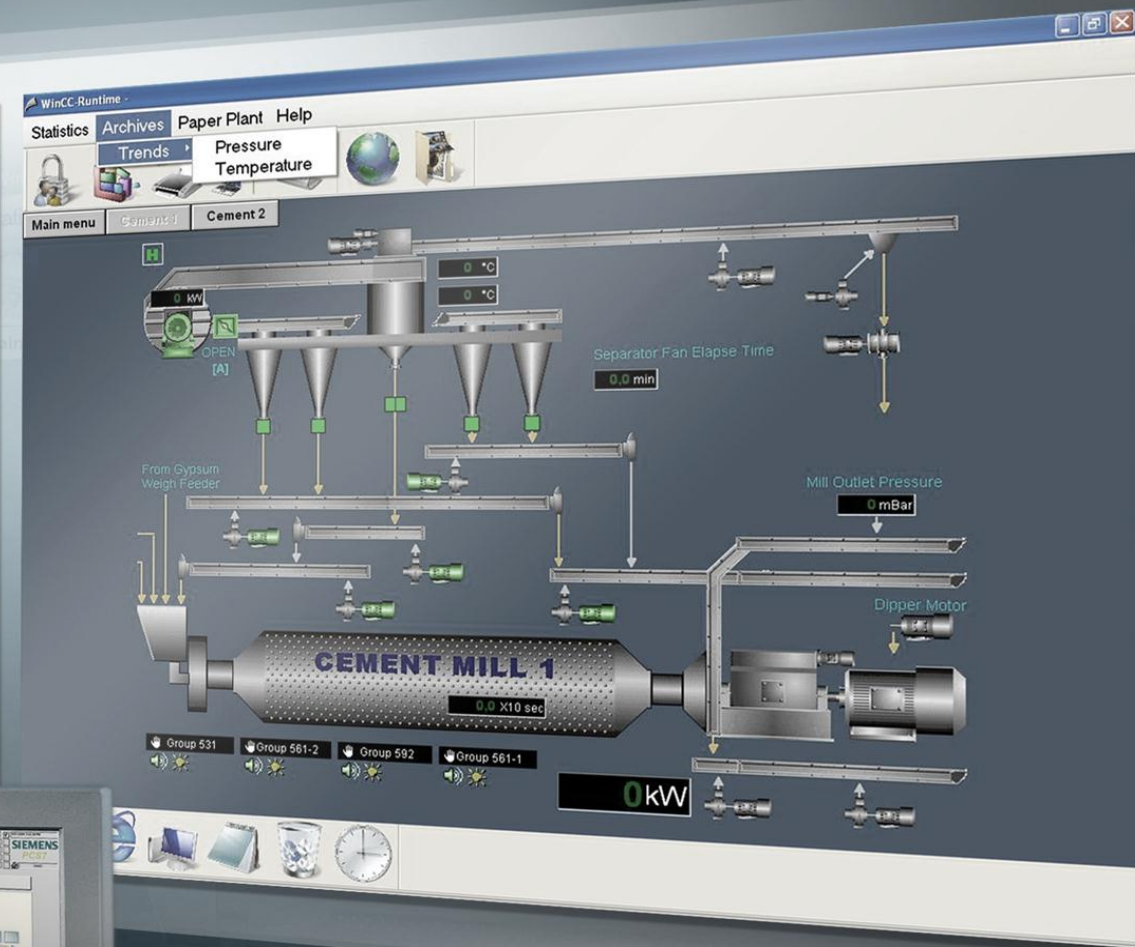 WinCC-Runtime -
Statistics Archives Paper Plant Help
Trends
Pressure
Temperature
Main menu Cement 1 Cement 2
H
0 °C
0 kW
0 °C
OPEN
[A]
Separator Fan Elapse Time
0,0 min
From Gypsum
Weigh Feeder
Mill Outlet Pressure
0 mBar
Dipper Motor
CEMENT MILL 1
0,0 X10 sec
Group 531 Group 561-2 Group 592 Group 561-1
0 kW
SIEMENS
PCS7